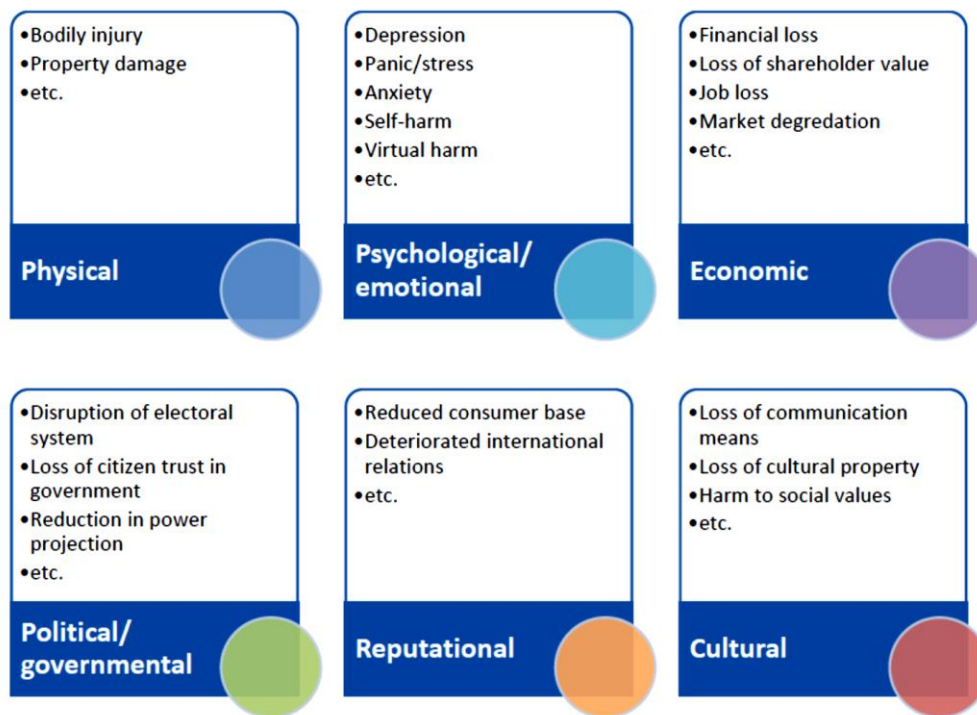 •Bodily injury
•Property damage
•etc.
Physical
•Depression
•Panic/stress
•Anxiety
•Self-harm
•Virtual harm
•etc.
Psychological/
emotional
•Financial loss
•Loss of shareholder value
•Job loss
•Market degredation
•etc.
Economic
•Disruption of electoral
system
•Loss of citizen trust in
government
•Reduction in power
projection
•etc.
Political/
governmental
•Reduced consumer base
•Deteriorated international
relations
•etc.
Reputational
•Loss of communication
means
•Loss of cultural property
•Harm to social values
•etc.
Cultural